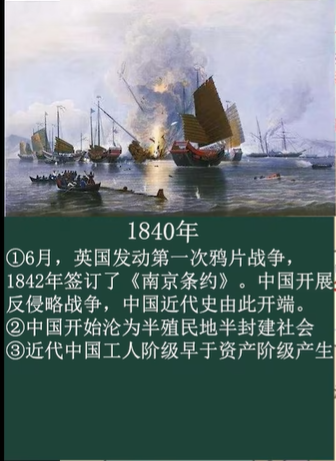 1840年
①6月，英国发动第一次鸦片战争，
1842年签订了《南京条约》。中国开展
反侵略战争，中国近代史由此开端。
②中国开始沦为半殖民地半封建社会
③近代中国工人阶级早于资产阶级产生